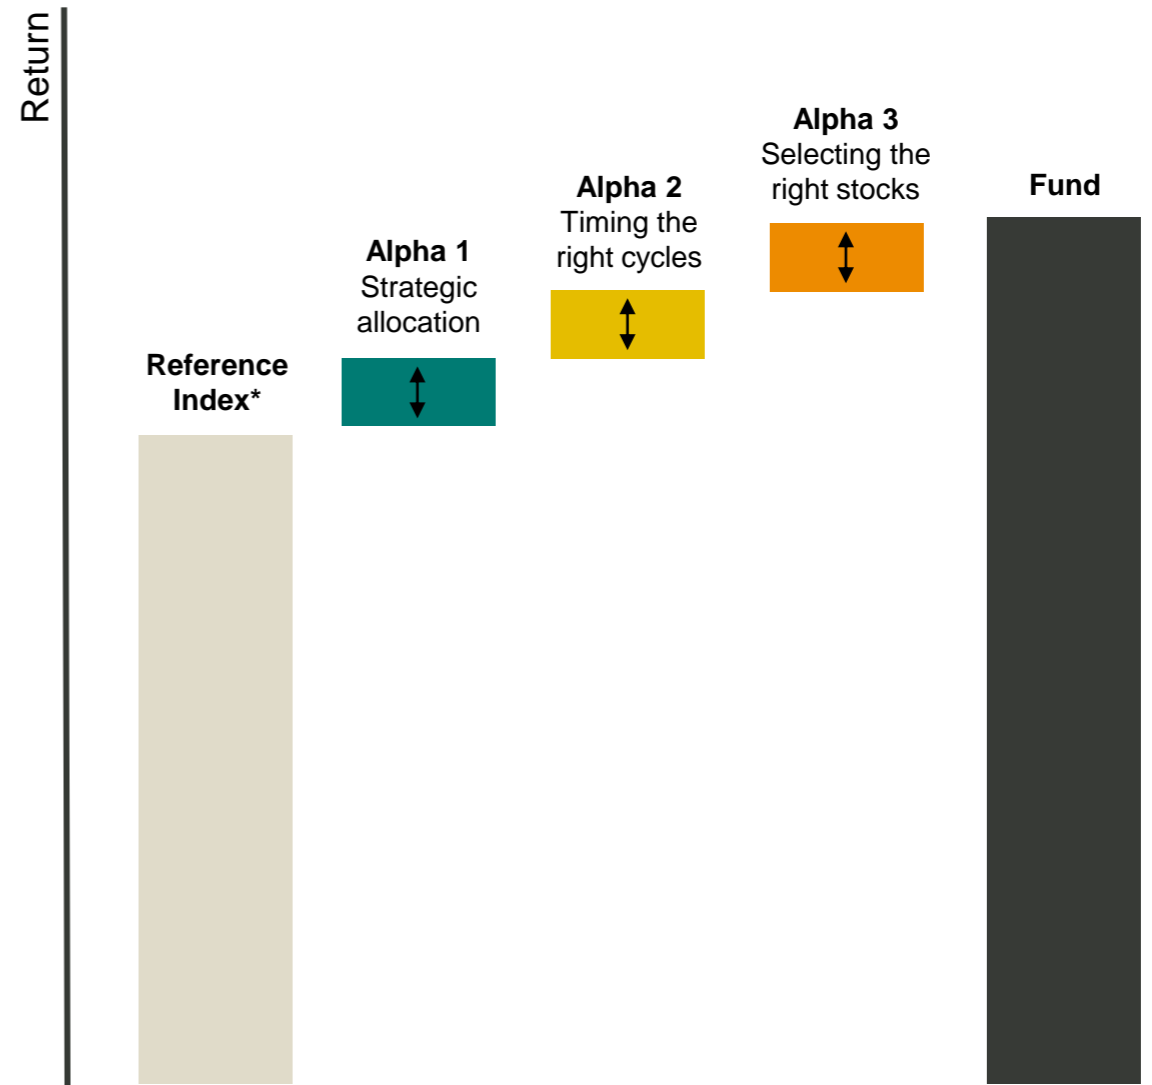 Return
Reference
Index*
Alpha 1
Strategic
allocation
Alpha 2
Timing the
right cycles
Alpha 3
Selecting the
right stocks
Fund